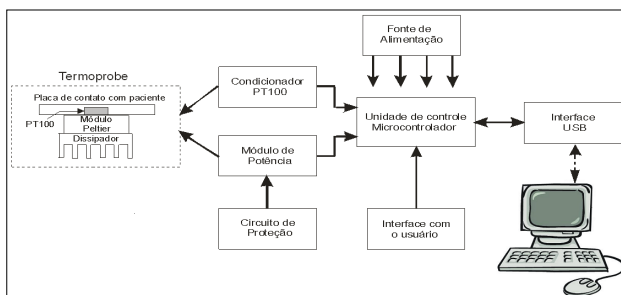 Termoprobe
Placa de contato com paciente
PT100
Módulo
Peltier
Dissipador
Condicionador
PT100
Módulo de
Potência
Circuito de
Proteção
Fonte de
Alimentação
Unidade de controle
Microcontrolador
Interface com
o usuário
Interface
USB